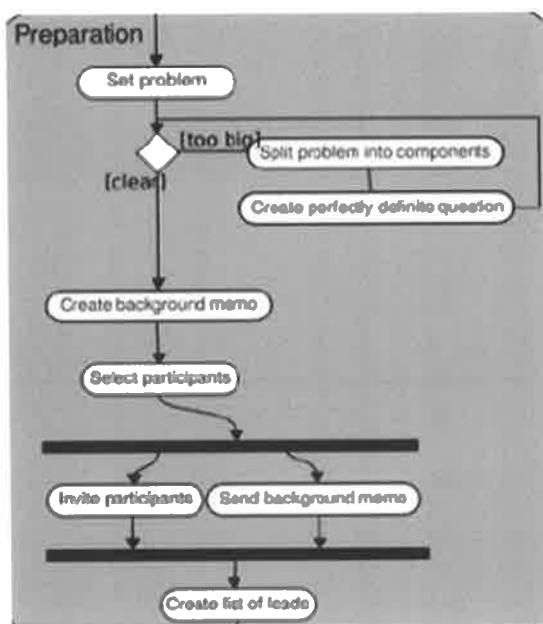 Preparation
Set problem
[too big]
Split problem into components
[clear]
Create perfectly definite question
Create background memo
Select participants
Invite participants
Send background memo
Create list of leads